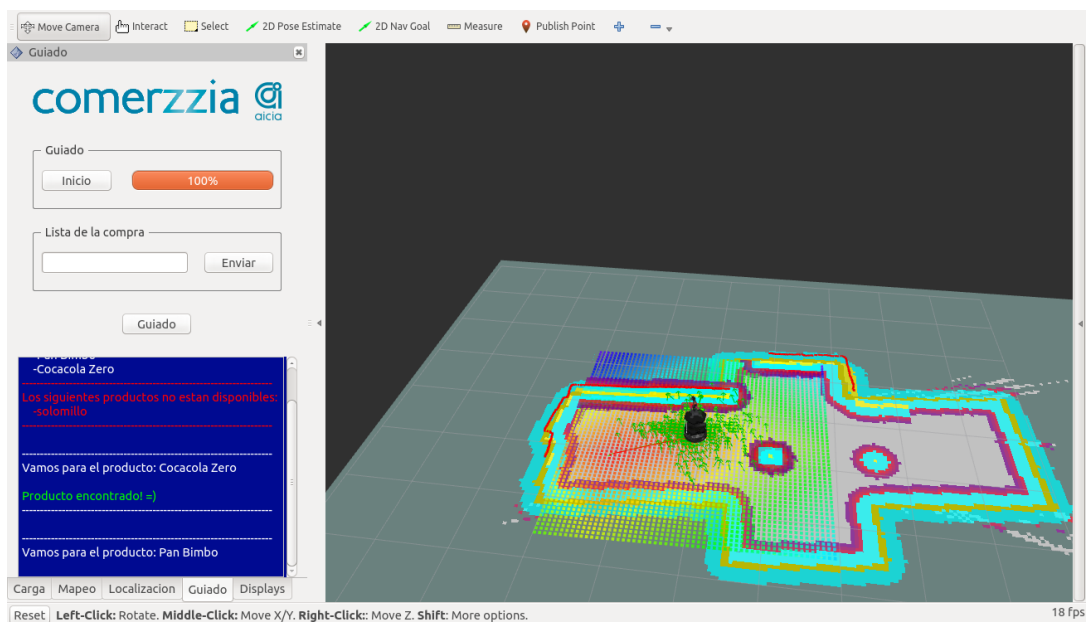 Move Camera Interact Select 2D Pose Estimate 2D Nav Goal Measure Publish Point
Guiado
comerzzia
aicia
Guiado
Inicio 100%
Lista de la compra
Enviar
Guiado
-Pan Bimbo
-Cocacola Zero
Los siguientes productos no estan disponibles:
-solomillo
Vamos para el producto: Cocacola Zero
Producto encontrado! =)
Vamos para el producto: Pan Bimbo
Carga Mapeo Localizacion Guiado Displays
Reset Left-Click: Rotate. Middle-Click: Move X/Y. Right-Click:: Move Z. Shift: More options. 18 fps